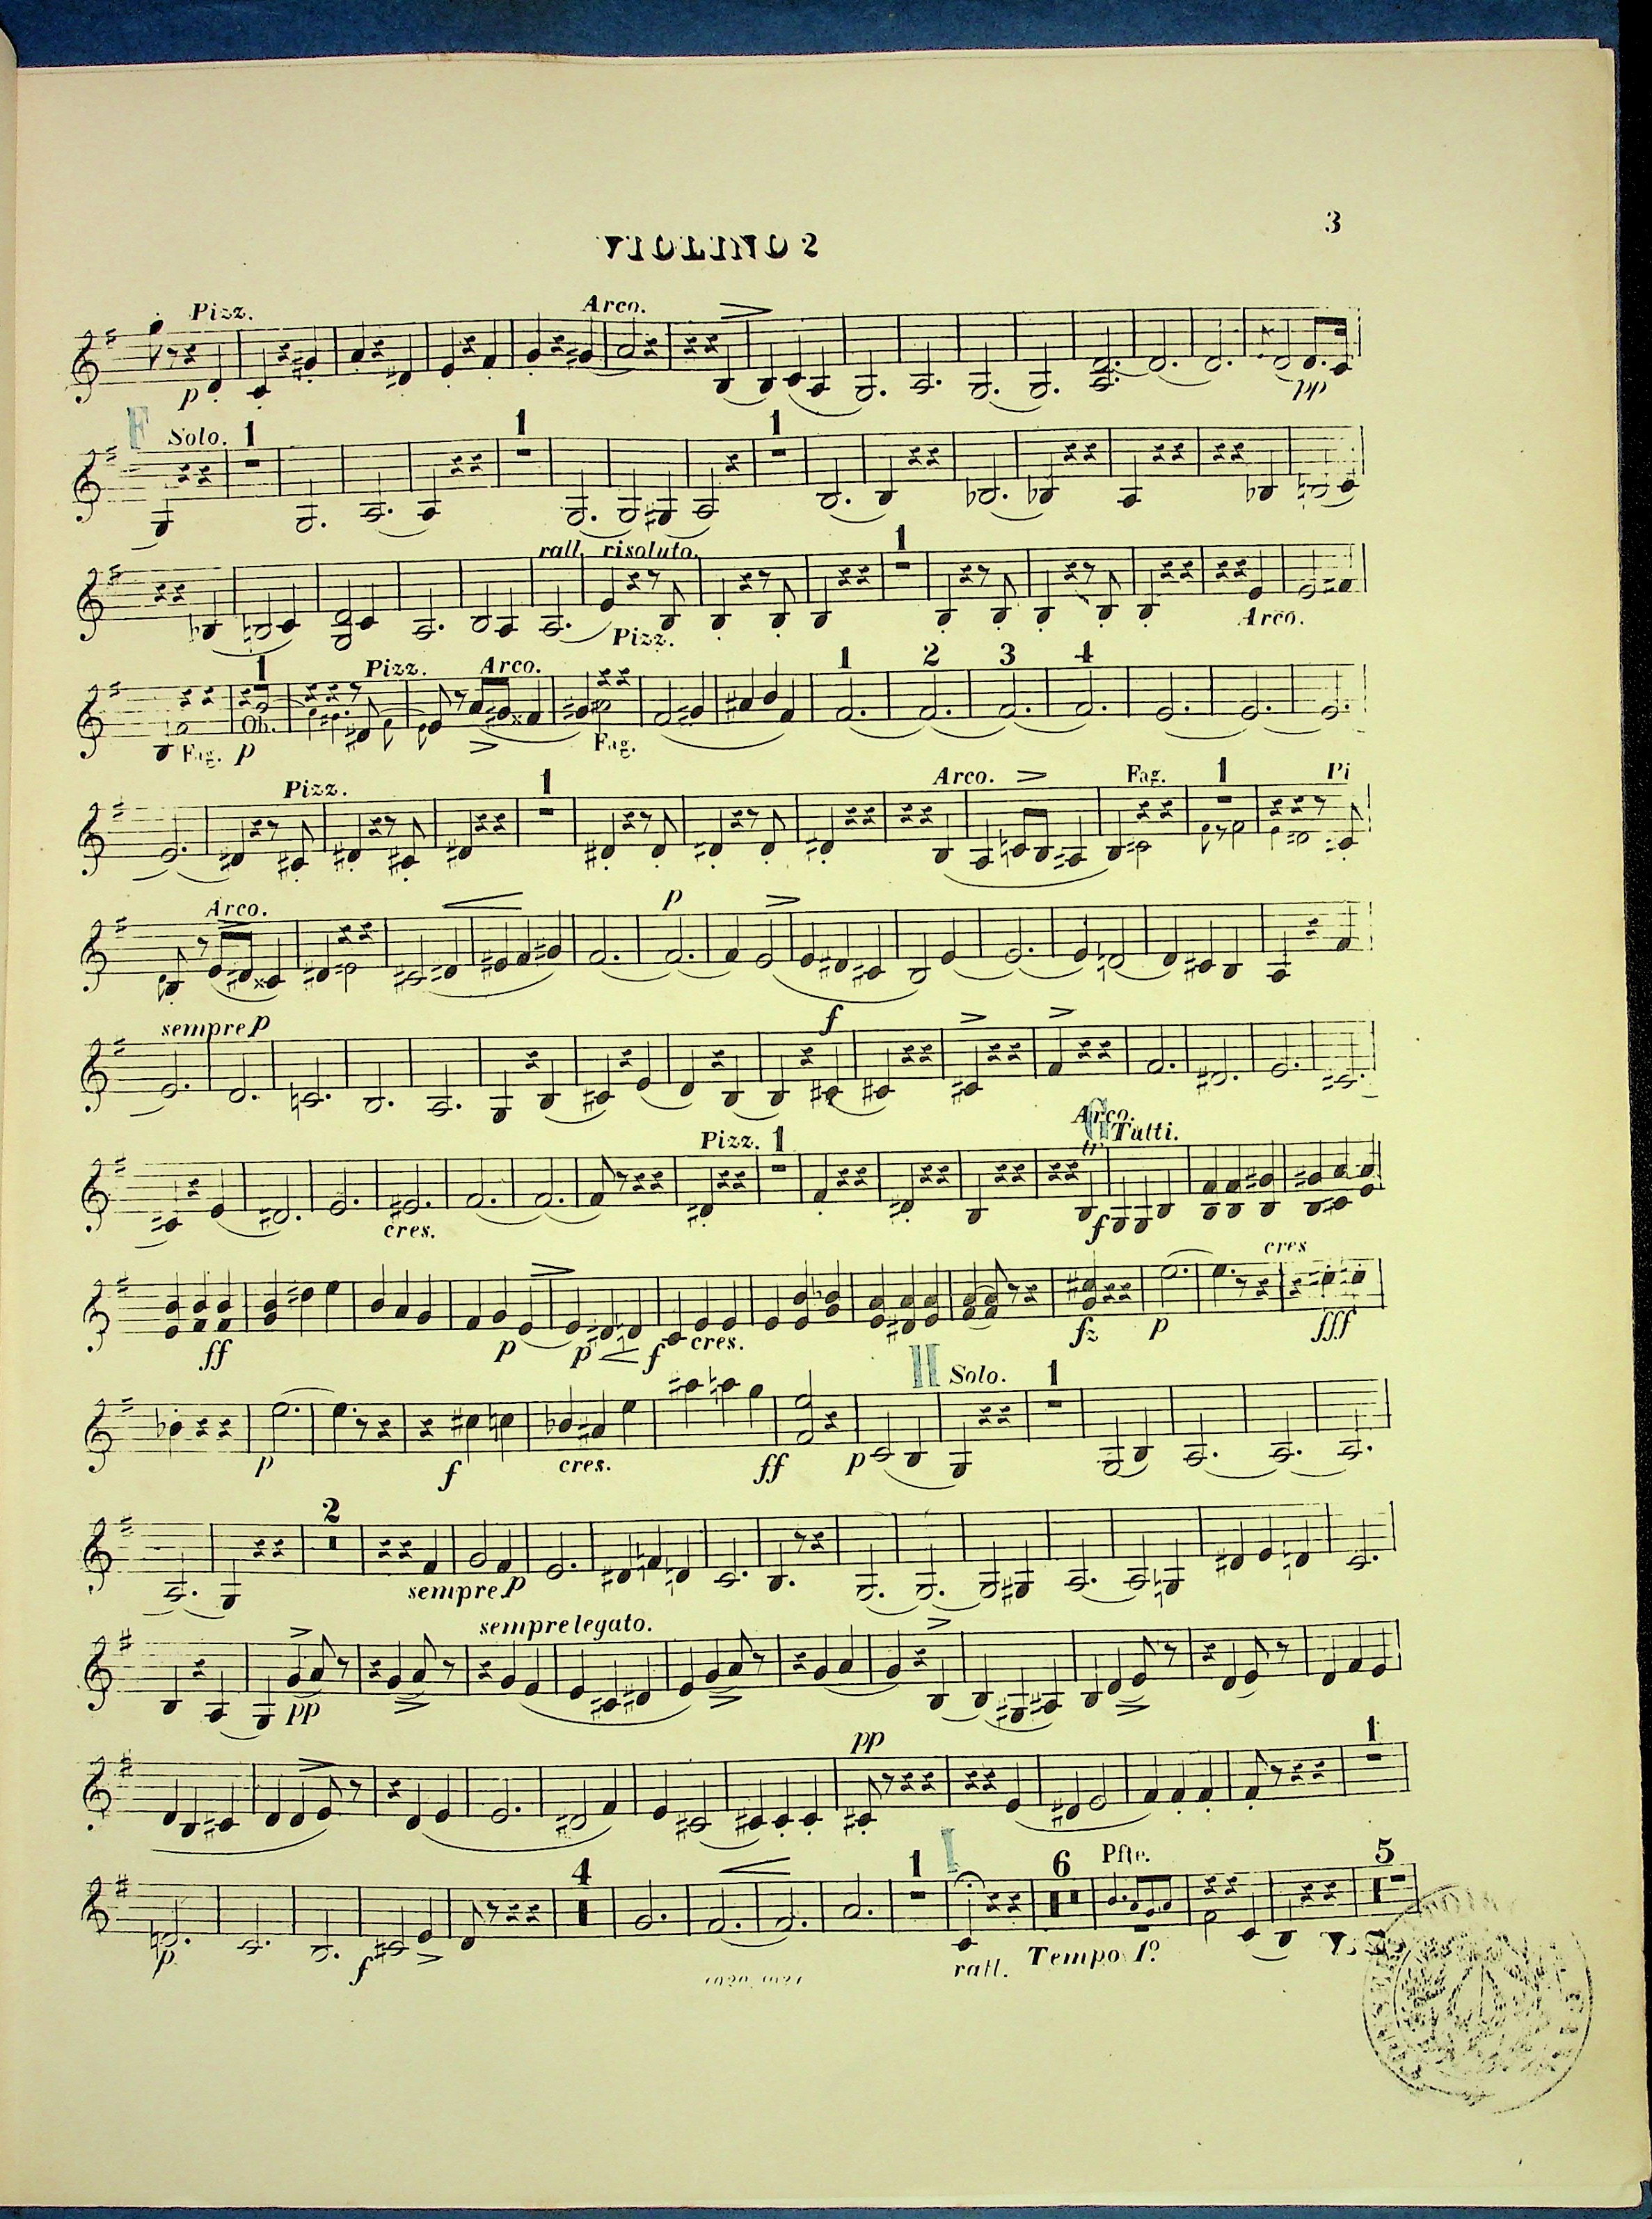 3
VIOLINO 2
Pizz. Arco.
p pp
F Solo. 1 1 1
rall. risoluto. 1
Pizz. Arco.
1 Pizz. Arco. 1 2 3 4
Ob.
Fag. p Fag.
Pizz. 1 Arco. Fag. 1 Pi
Arco. p
sempre p f
Arco.
Pizz. 1 G Tutti.
tr
cres. f
cres
ff p p f cres. fz p fff
H Solo. 1
p f cres. ff p
2
sempre p
sempre legato.
pp
pp
1
4 1 I 6 Pfte. 5
p f rall. Tempo 1º